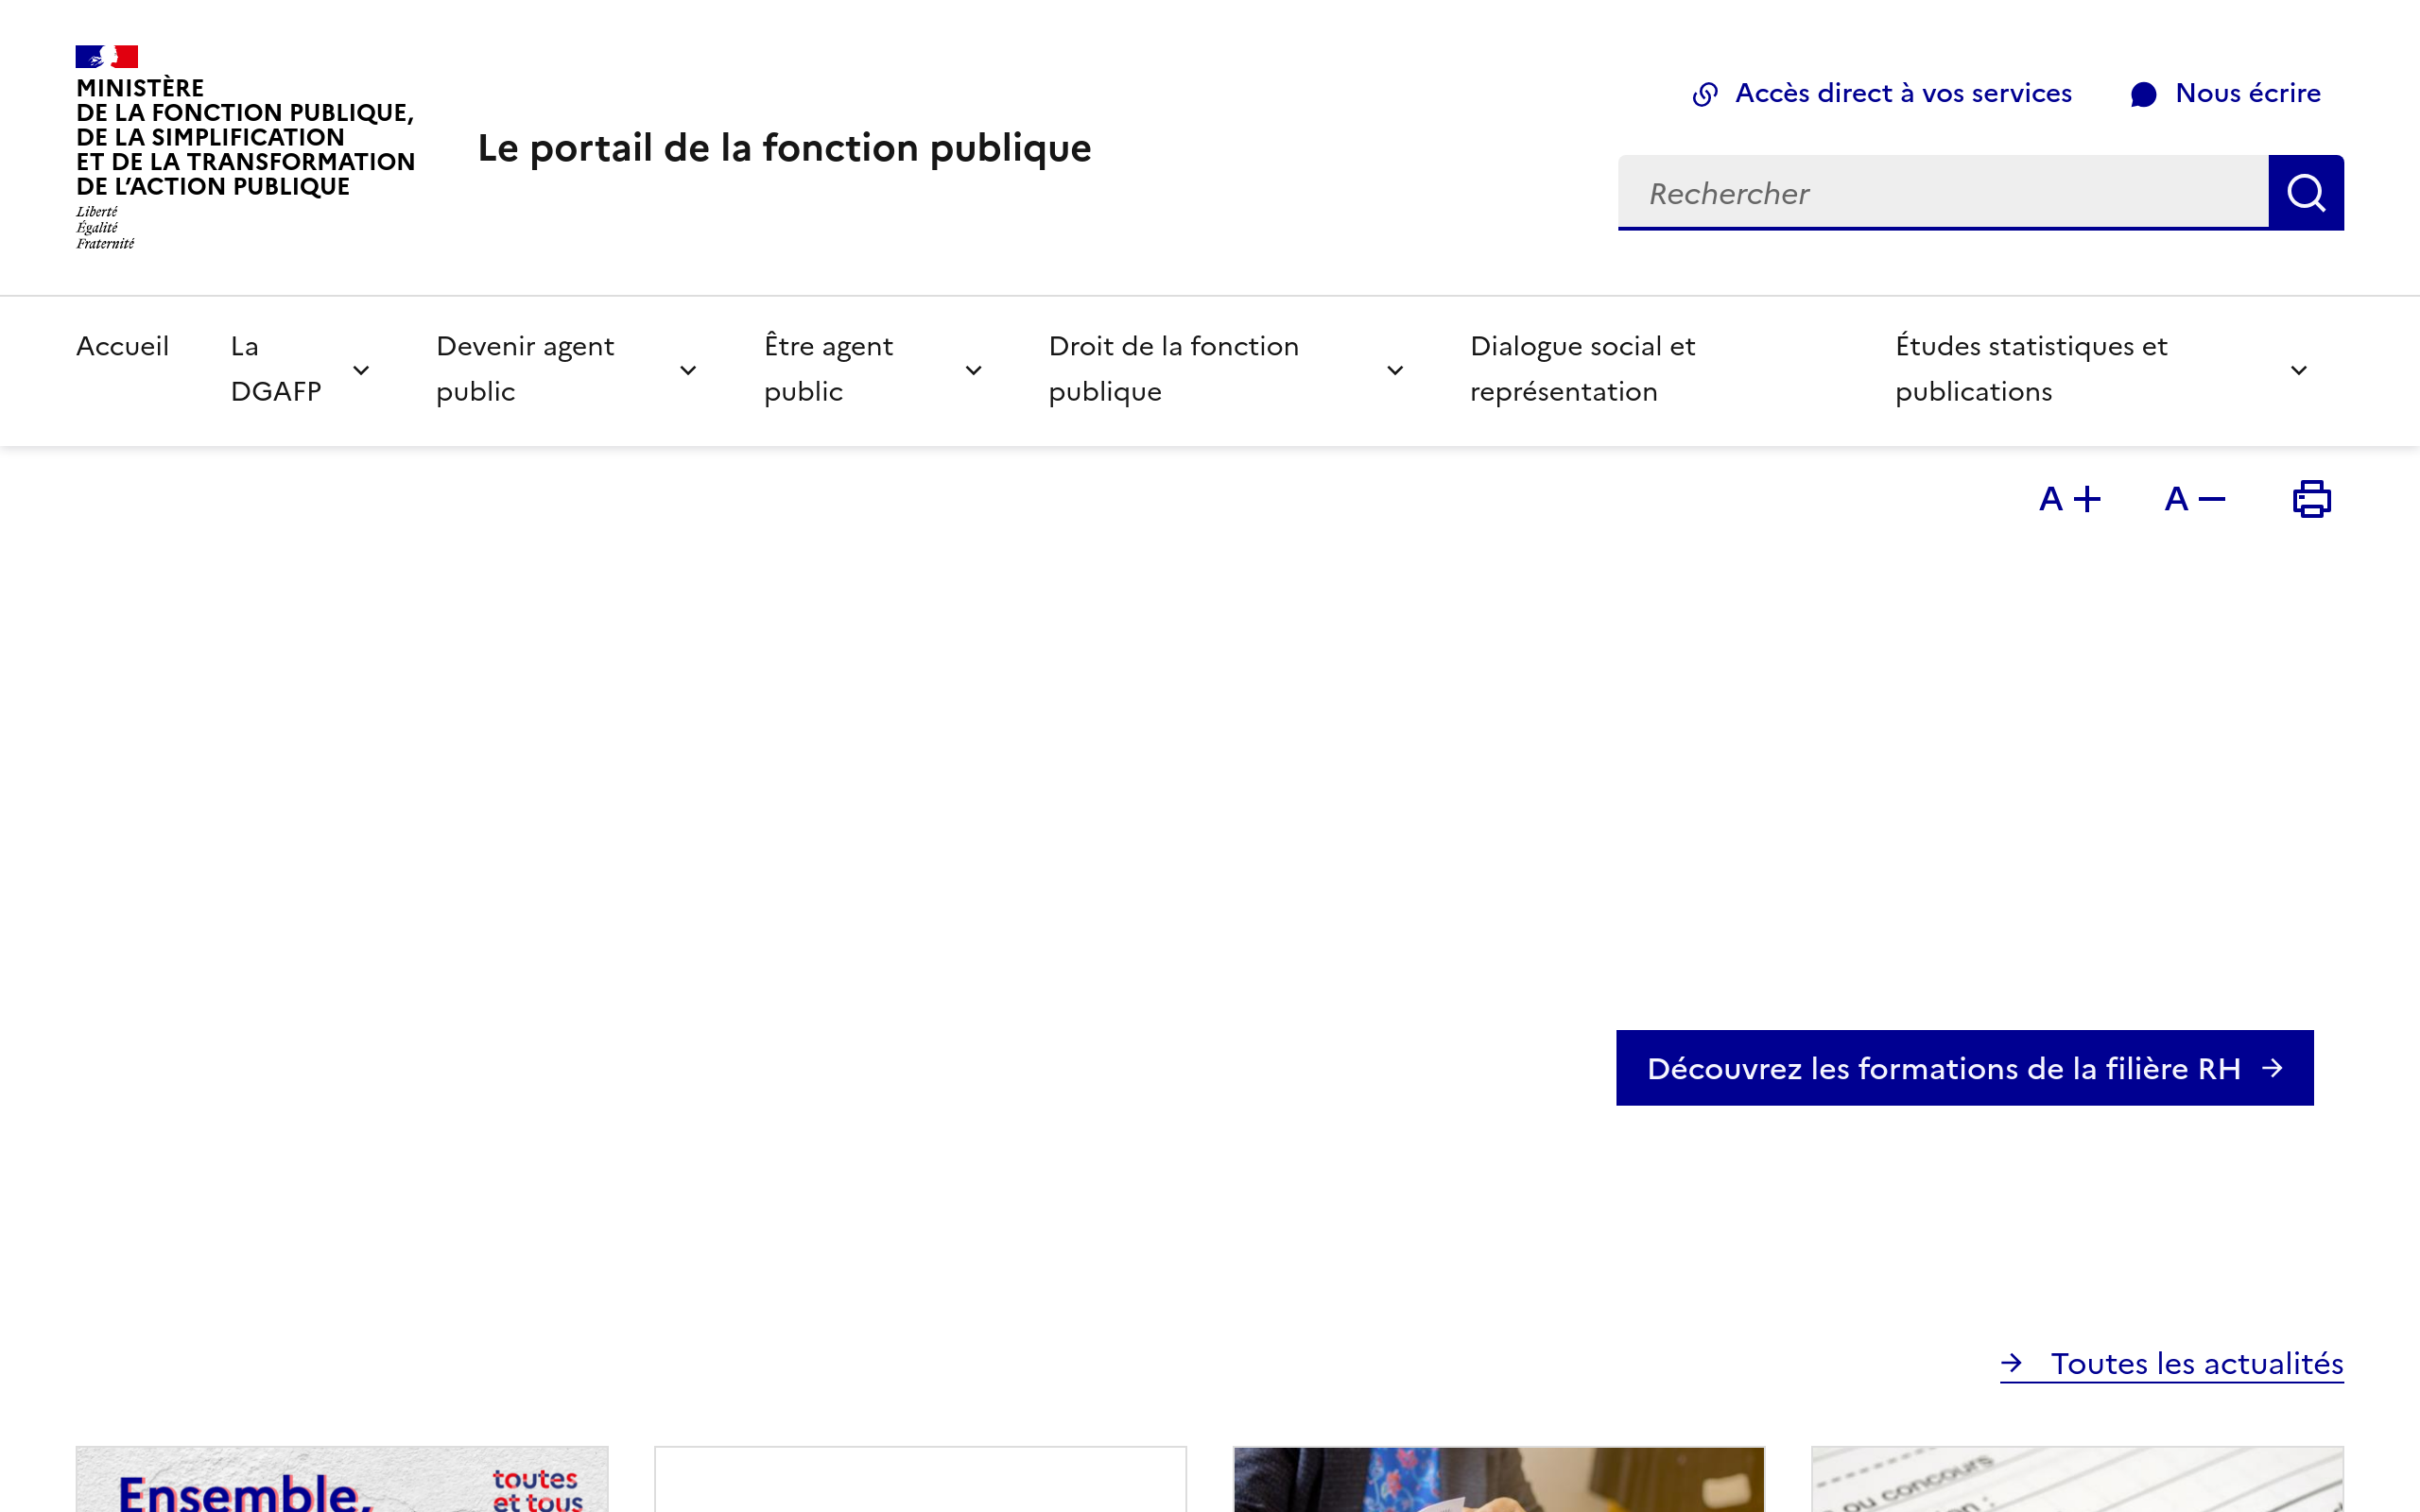 MINISTÈRE
DE LA FONCTION PUBLIQUE,
DE LA SIMPLIFICATION
ET DE LA TRANSFORMATION
DE L’ACTION PUBLIQUE
Liberté
Égalité
Fraternité
Le portail de la fonction publique
Accès direct à vos services
Nous écrire
Rechercher
Accueil
La
DGAFP
Devenir agent
public
Être agent
public
Droit de la fonction
publique
Dialogue social et
représentation
Études statistiques et
publications
A +
A −
Découvrez les formations de la filière RH
Toutes les actualités
Ensemble,
toutes
et tous
ou concours